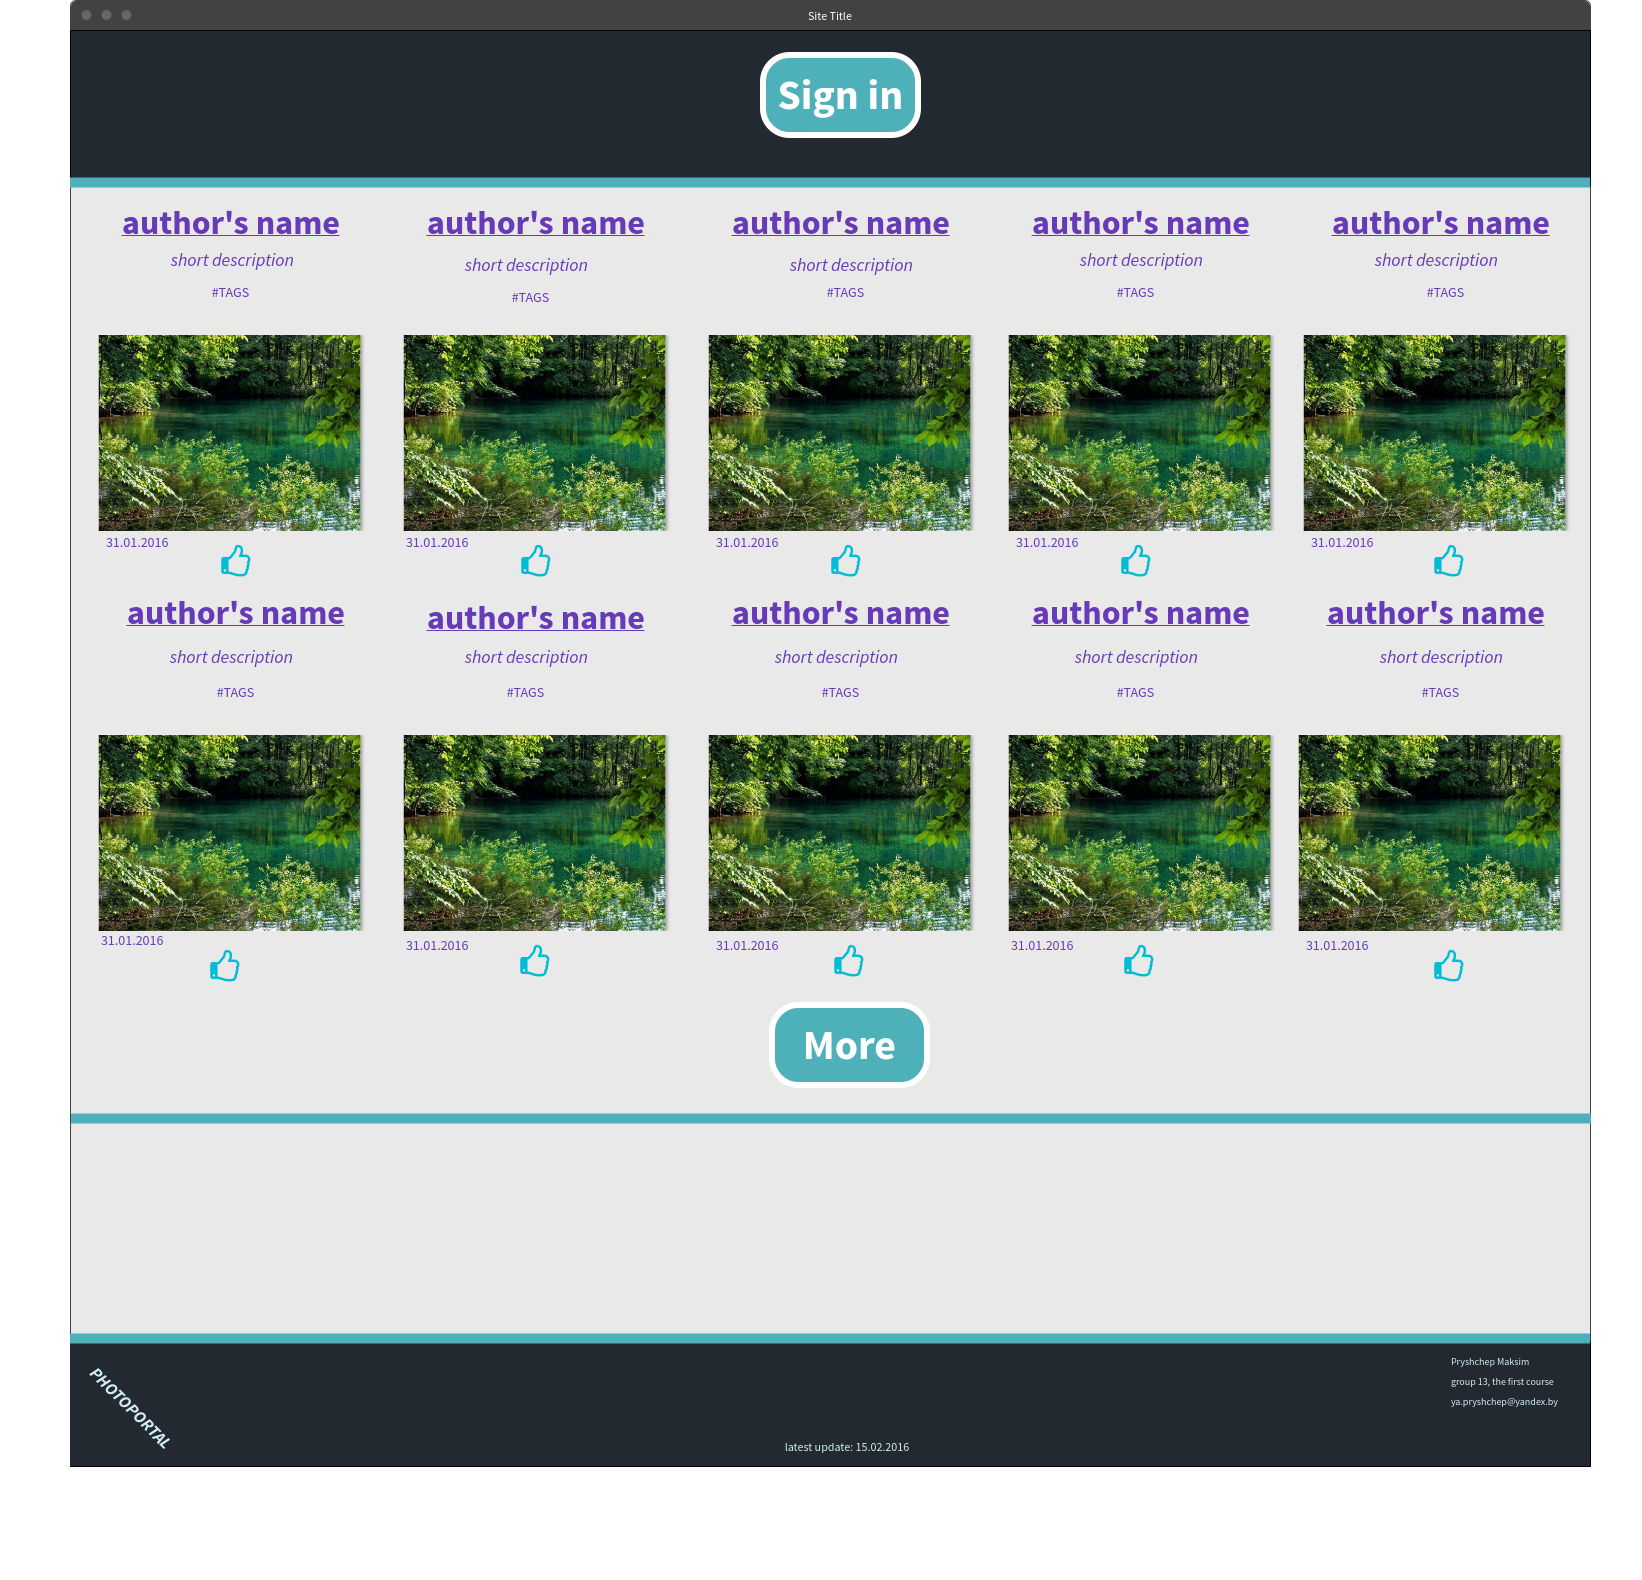 Site Title
Sign in
author's name author's name author's name author's name author's name
short description short description short description short description short description
#TAGS #TAGS #TAGS #TAGS #TAGS
31.01.2016 31.01.2016 31.01.2016 31.01.2016 31.01.2016
author's name author's name author's name author's name author's name
short description short description short description short description short description
#TAGS #TAGS #TAGS #TAGS #TAGS
31.01.2016 31.01.2016 31.01.2016 31.01.2016 31.01.2016
More
PHOTOPORTAL
Pryshchep Maksim
group 13, the first course
ya.pryshchep@yandex.by
latest update: 15.02.2016